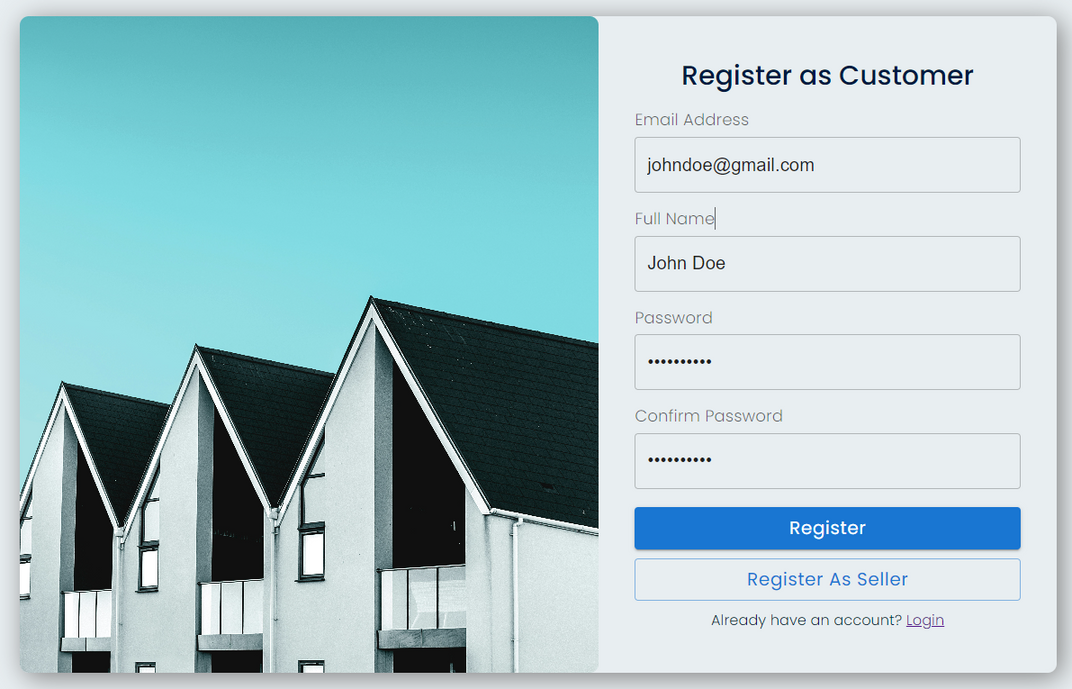 Register as Customer
Email Address
johndoe@gmail.com
Full Name
John Doe
Password
••••••••••
Confirm Password
••••••••••
Register
Register As Seller
Already have an account? Login